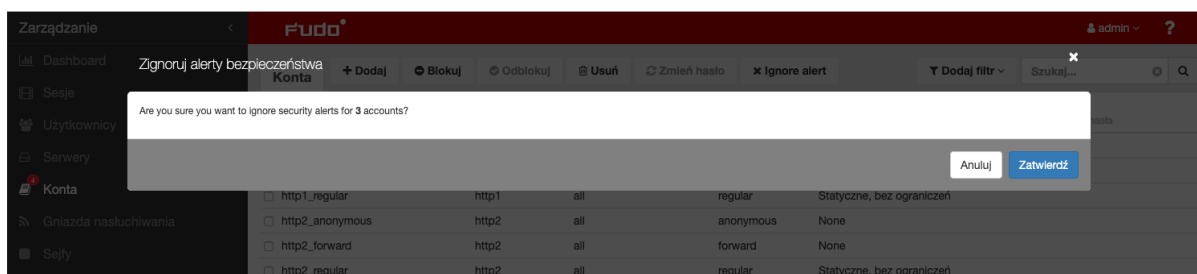 Zarządzanie
Fudo
admin
?
Dashboard
Zignoruj alerty bezpieczeństwa
Konta
+ Dodaj
Blokuj
Odblokuj
Usuń
Zmień hasło
Ignore alert
Dodaj filtr
Szukaj...
Sesje
Are you sure you want to ignore security alerts for 3 accounts?
Użytkownicy
hasła
Serwery
Anuluj
Zatwierdź
4
Konta
http1_regular http1 all regular Statyczne, bez ograniczeń
Gniazda nasłuchiwania
http2_anonymous http2 all anonymous None
Sejfy
http2_forward http2 all forward None
http2_regular http2 all regular Statyczne, bez ograniczeń